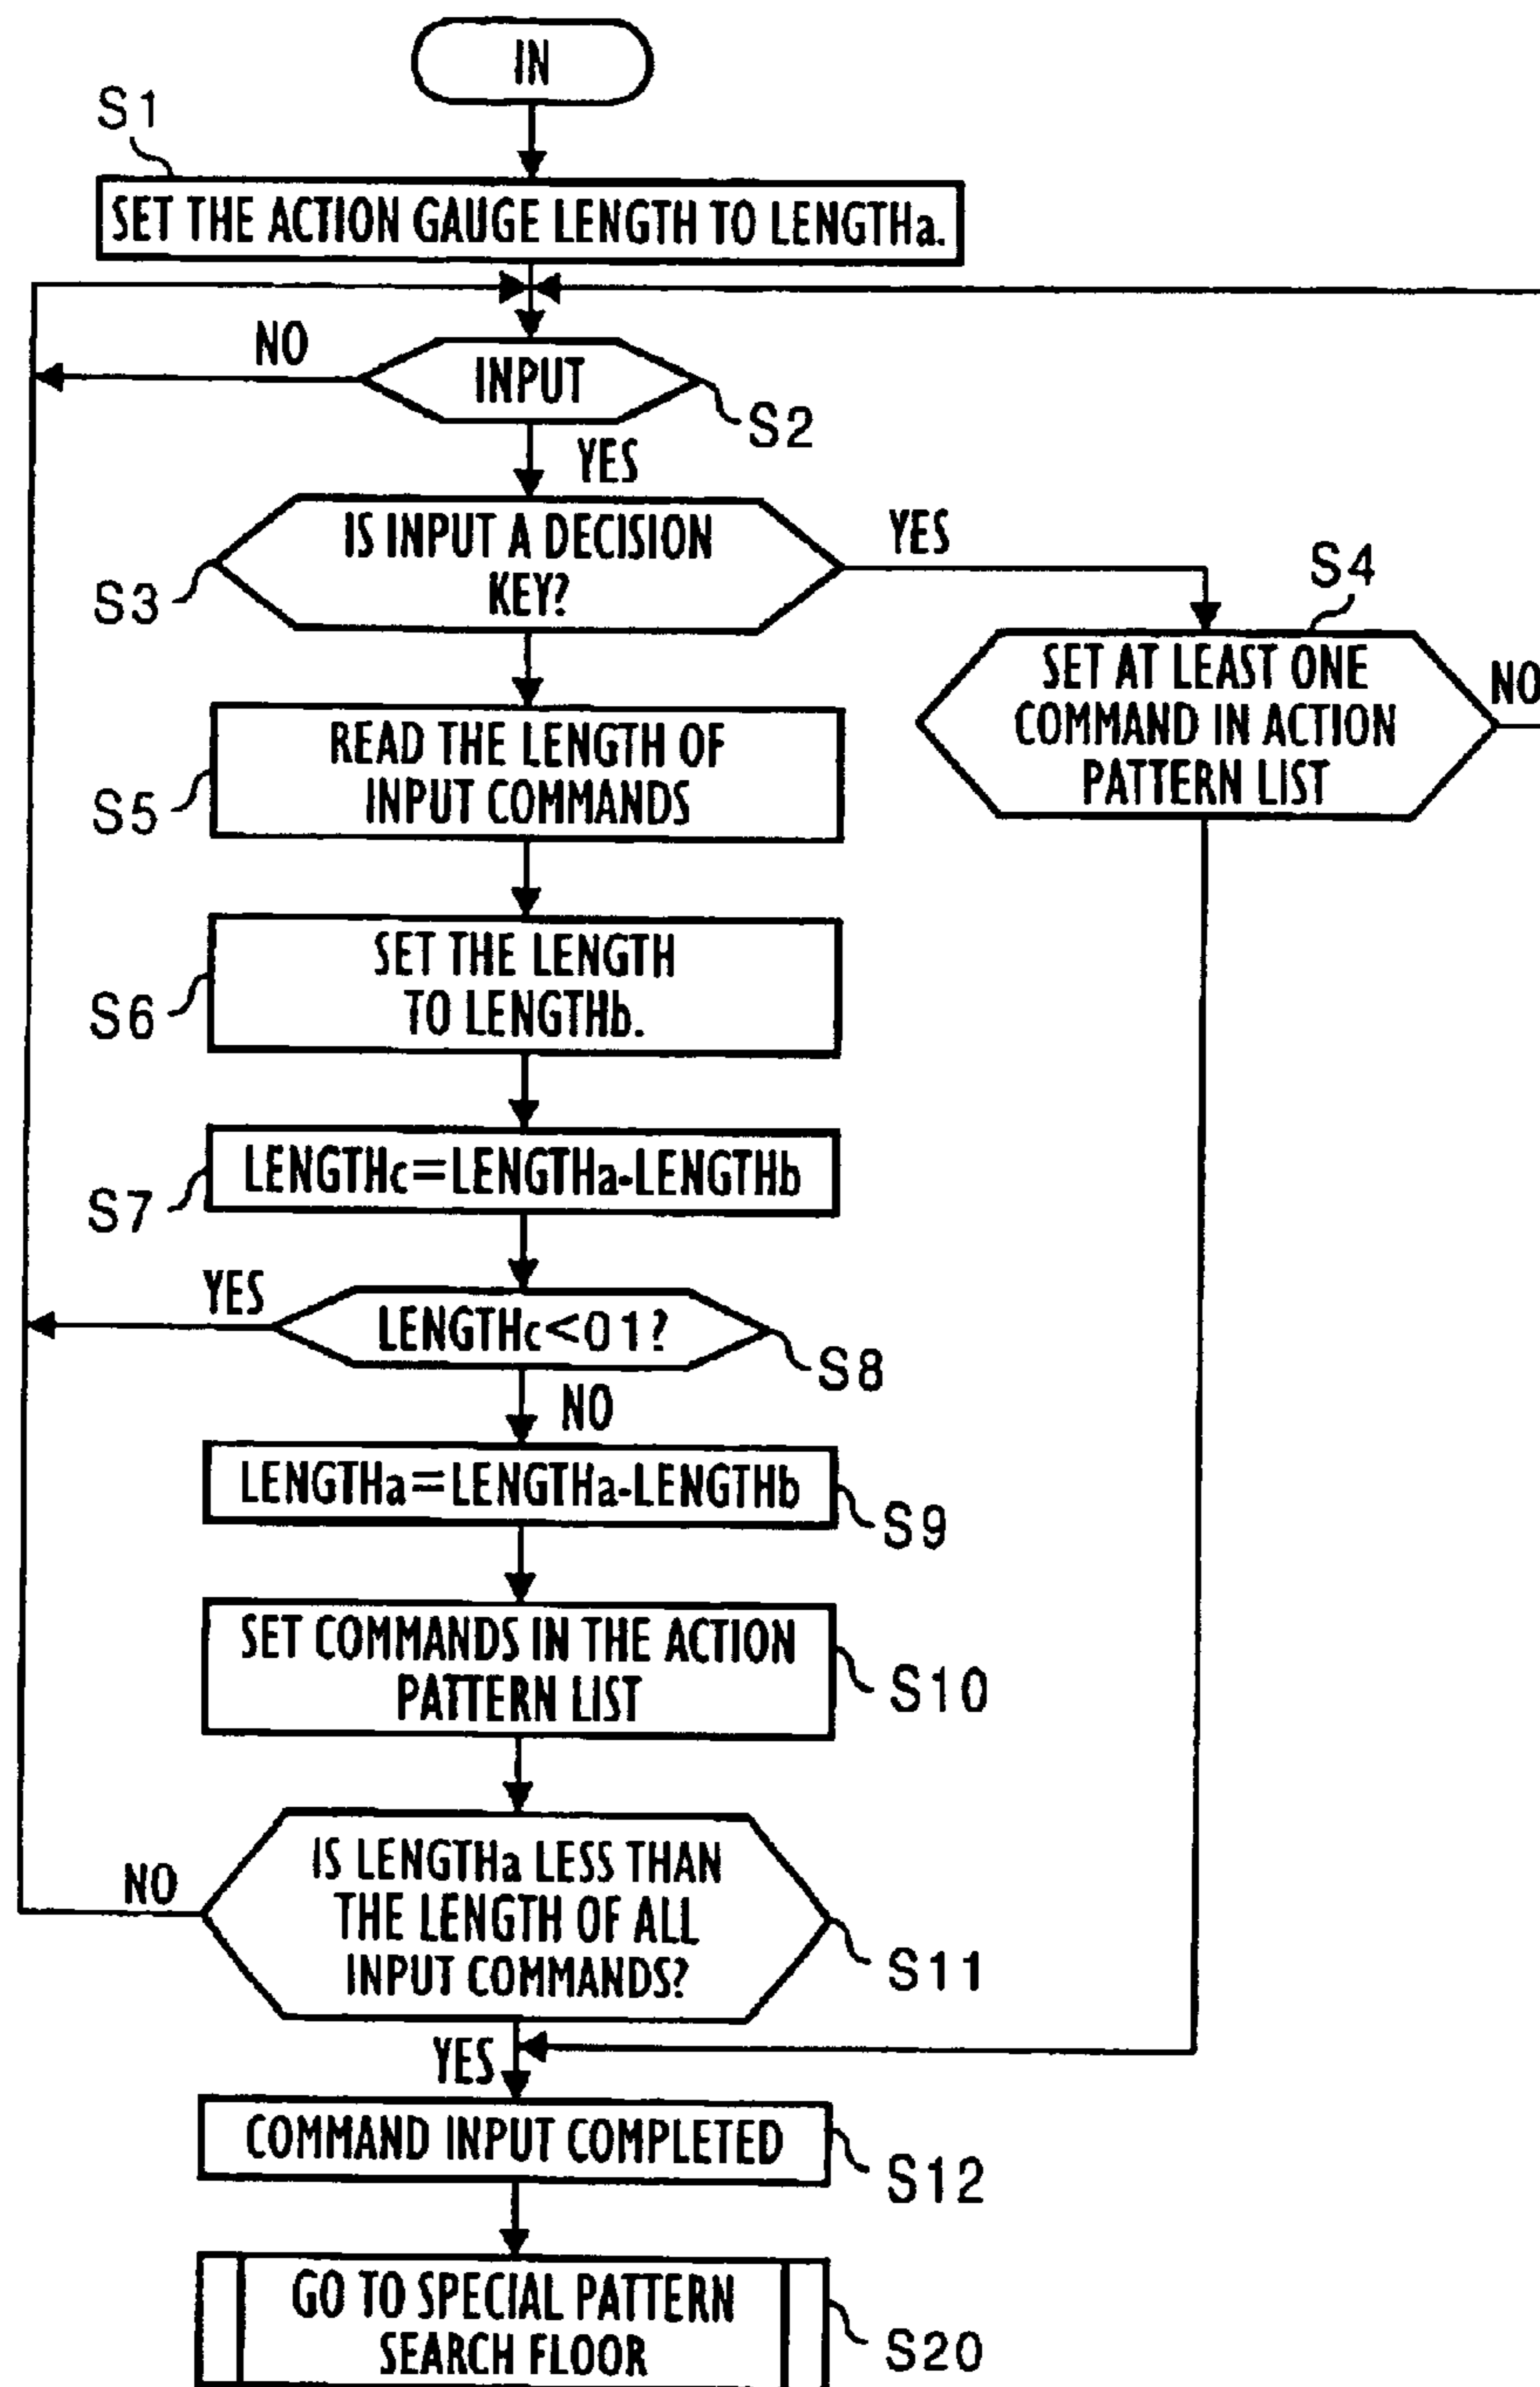 IN
S1
SET THE ACTION GAUGE LENGTH TO LENGTHa.
NO
INPUT
S2
YES
IS INPUT A DECISION
KEY?
S3
YES
S4
SET AT LEAST ONE
COMMAND IN ACTION
PATTERN LIST
NO
READ THE LENGTH OF
INPUT COMMANDS
S5
SET THE LENGTH
TO LENGTHb.
S6
LENGTHc=LENGTHa-LENGTHb
S7
YES
LENGTHc<01?
S8
NO
LENGTHa=LENGTHa-LENGTHb
S9
SET COMMANDS IN THE ACTION
PATTERN LIST
S10
NO
IS LENGTHa LESS THAN
THE LENGTH OF ALL
INPUT COMMANDS?
S11
YES
COMMAND INPUT COMPLETED
S12
GO TO SPECIAL PATTERN
SEARCH FLOOR
S20